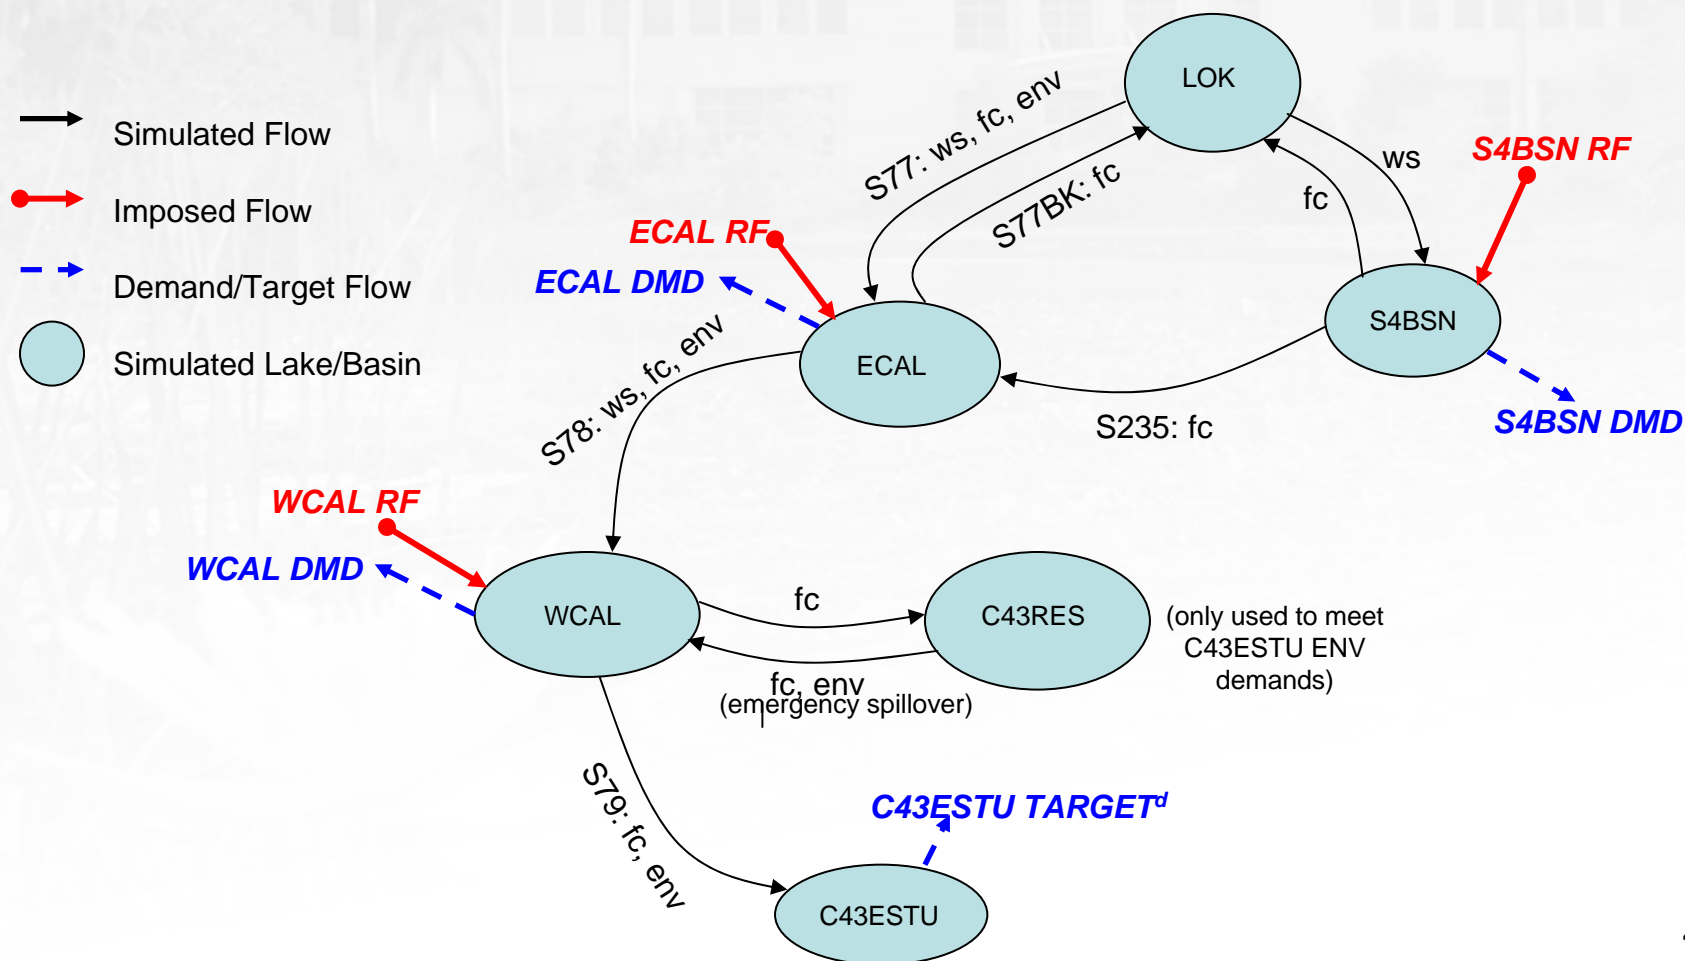 LOK
Simulated Flow
S77: ws, fc, env
ws
S4BSN RF
S77BK: fc
fc
Imposed Flow
ECAL RF
ECAL DMD
Demand/Target Flow
S4BSN
Simulated Lake/Basin
ECAL
S78: ws, fc, env
S235: fc
S4BSN DMD
WCAL RF
WCAL DMD
fc
WCAL
C43RES
(only used to meet
C43ESTU ENV
demands)
fc, env
(emergency spillover)
S79: fc, env
C43ESTU TARGETᵈ
C43ESTU